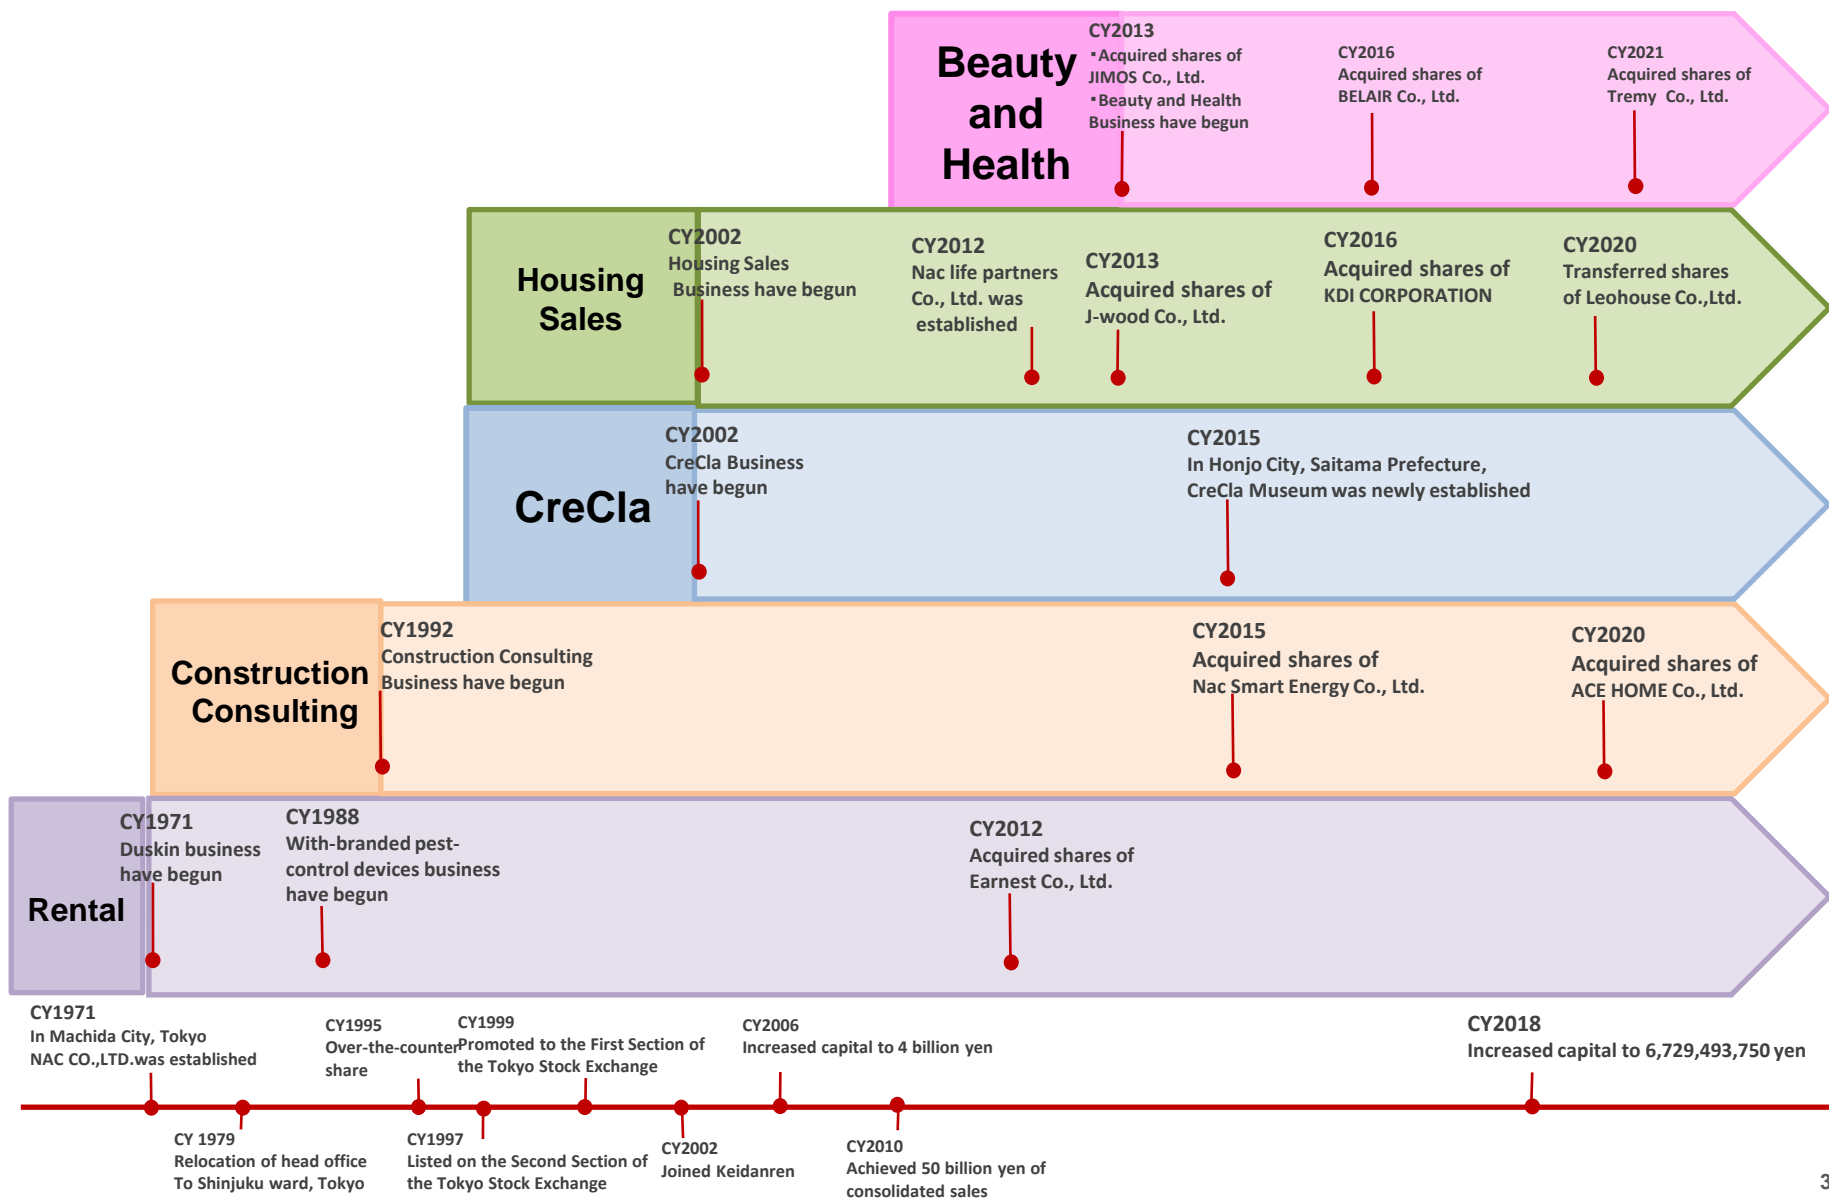 Beauty
and
Health
CY2013
・Acquired shares of
JIMOS Co., Ltd.
・Beauty and Health
Business have begun
CY2016
Acquired shares of
BELAIR Co., Ltd.
CY2021
Acquired shares of
Tremy Co., Ltd.
Housing
Sales
CY2002
Housing Sales
Business have begun
CY2012
Nac life partners
Co., Ltd. was
established
CY2013
Acquired shares of
J-wood Co., Ltd.
CY2016
Acquired shares of
KDI CORPORATION
CY2020
Transferred shares
of Leohouse Co.,Ltd.
CreCla
CY2002
CreCla Business
have begun
CY2015
In Honjo City, Saitama Prefecture,
CreCla Museum was newly established
Construction
Consulting
CY1992
Construction Consulting
Business have begun
CY2015
Acquired shares of
Nac Smart Energy Co., Ltd.
CY2020
Acquired shares of
ACE HOME Co., Ltd.
Rental
CY1971
Duskin business
have begun
CY1988
With-branded pest-
control devices business
have begun
CY2012
Acquired shares of
Earnest Co., Ltd.
CY1971
In Machida City, Tokyo
NAC CO.,LTD.was established
CY1995
Over-the-counter
share
CY1999
Promoted to the First Section of
the Tokyo Stock Exchange
CY2006
Increased capital to 4 billion yen
CY2018
Increased capital to 6,729,493,750 yen
CY 1979
Relocation of head office
To Shinjuku ward, Tokyo
CY1997
Listed on the Second Section of
the Tokyo Stock Exchange
CY2002
Joined Keidanren
CY2010
Achieved 50 billion yen of
consolidated sales
3